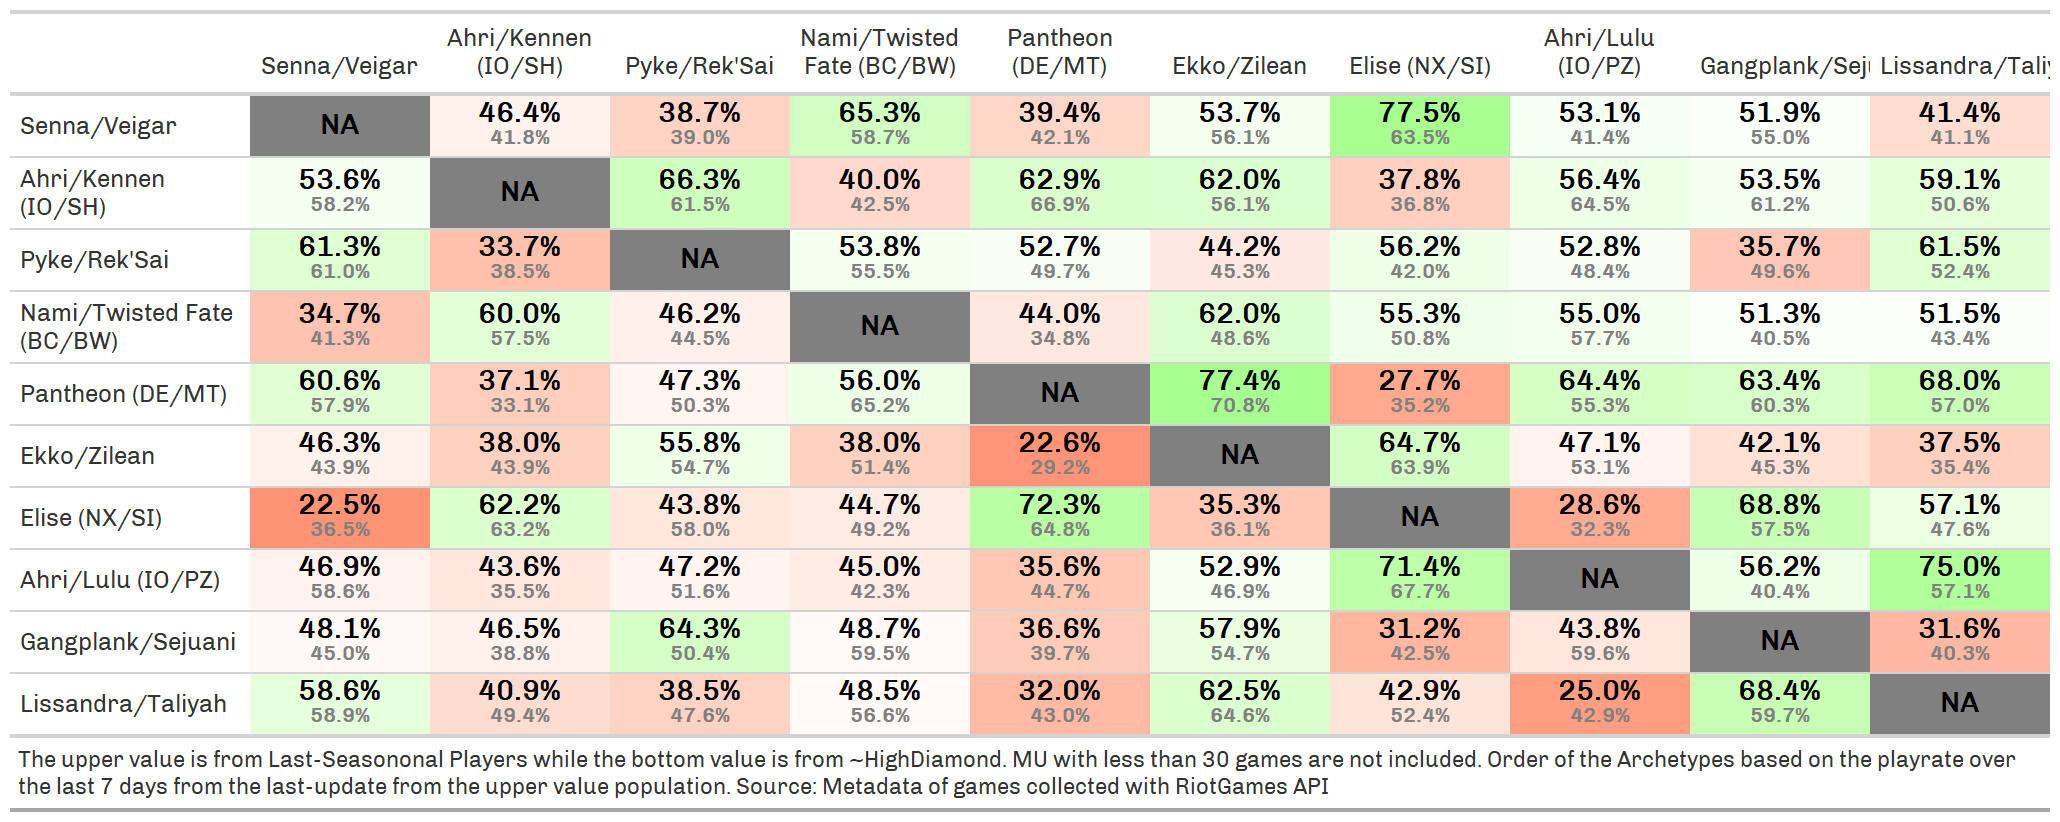 Senna/Veigar Ahri/Kennen (IO/SH) Pyke/Rek'Sai Nami/Twisted Fate (BC/BW) Pantheon (DE/MT) Ekko/Zilean Elise (NX/SI) Ahri/Lulu (IO/PZ) Gangplank/Sej Lissandra/Taliy
Senna/Veigar NA 46.4% 38.7% 65.3% 39.4% 53.7% 77.5% 53.1% 51.9% 41.4%
41.8% 39.0% 58.7% 42.1% 56.1% 63.5% 41.4% 55.0% 41.1%
Ahri/Kennen 53.6% NA 66.3% 40.0% 62.9% 62.0% 37.8% 56.4% 53.5% 59.1%
(IO/SH) 58.2% 61.5% 42.5% 66.9% 56.1% 36.8% 64.5% 61.2% 50.6%
Pyke/Rek'Sai 61.3% 33.7% NA 53.8% 52.7% 44.2% 56.2% 52.8% 35.7% 61.5%
61.0% 38.5% 55.5% 49.7% 45.3% 42.0% 48.4% 49.6% 52.4%
Nami/Twisted Fate 34.7% 60.0% 46.2% NA 44.0% 62.0% 55.3% 55.0% 51.3% 51.5%
(BC/BW) 41.3% 57.5% 44.5% 34.8% 48.6% 50.8% 57.7% 40.5% 43.4%
Pantheon (DE/MT) 60.6% 37.1% 47.3% 56.0% NA 77.4% 27.7% 64.4% 63.4% 68.0%
57.9% 33.1% 50.3% 65.2% 70.8% 35.2% 55.3% 60.3% 57.0%
Ekko/Zilean 46.3% 38.0% 55.8% 38.0% 22.6% NA 64.7% 47.1% 42.1% 37.5%
43.9% 43.9% 54.7% 51.4% 29.2% 63.9% 53.1% 45.3% 35.4%
Elise (NX/SI) 22.5% 62.2% 43.8% 44.7% 72.3% 35.3% NA 28.6% 68.8% 57.1%
36.5% 63.2% 58.0% 49.2% 64.8% 36.1% 32.3% 57.5% 47.6%
Ahri/Lulu (IO/PZ) 46.9% 43.6% 47.2% 45.0% 35.6% 52.9% 71.4% NA 56.2% 75.0%
58.6% 35.5% 51.6% 42.3% 44.7% 46.9% 67.7% 40.4% 57.1%
Gangplank/Sejuani 48.1% 46.5% 64.3% 48.7% 36.6% 57.9% 31.2% 43.8% NA 31.6%
45.0% 38.8% 50.4% 59.5% 39.7% 54.7% 42.5% 59.6% 40.3%
Lissandra/Taliyah 58.6% 40.9% 38.5% 48.5% 32.0% 62.5% 42.9% 25.0% 68.4% NA
58.9% 49.4% 47.6% 56.6% 43.0% 64.6% 52.4% 42.9% 59.7%
The upper value is from Last-Seasononal Players while the bottom value is from ~HighDiamond. MU with less than 30 games are not included. Order of the Archetypes based on the playrate over
the last 7 days from the last-update from the upper value population. Source: Metadata of games collected with RiotGames API